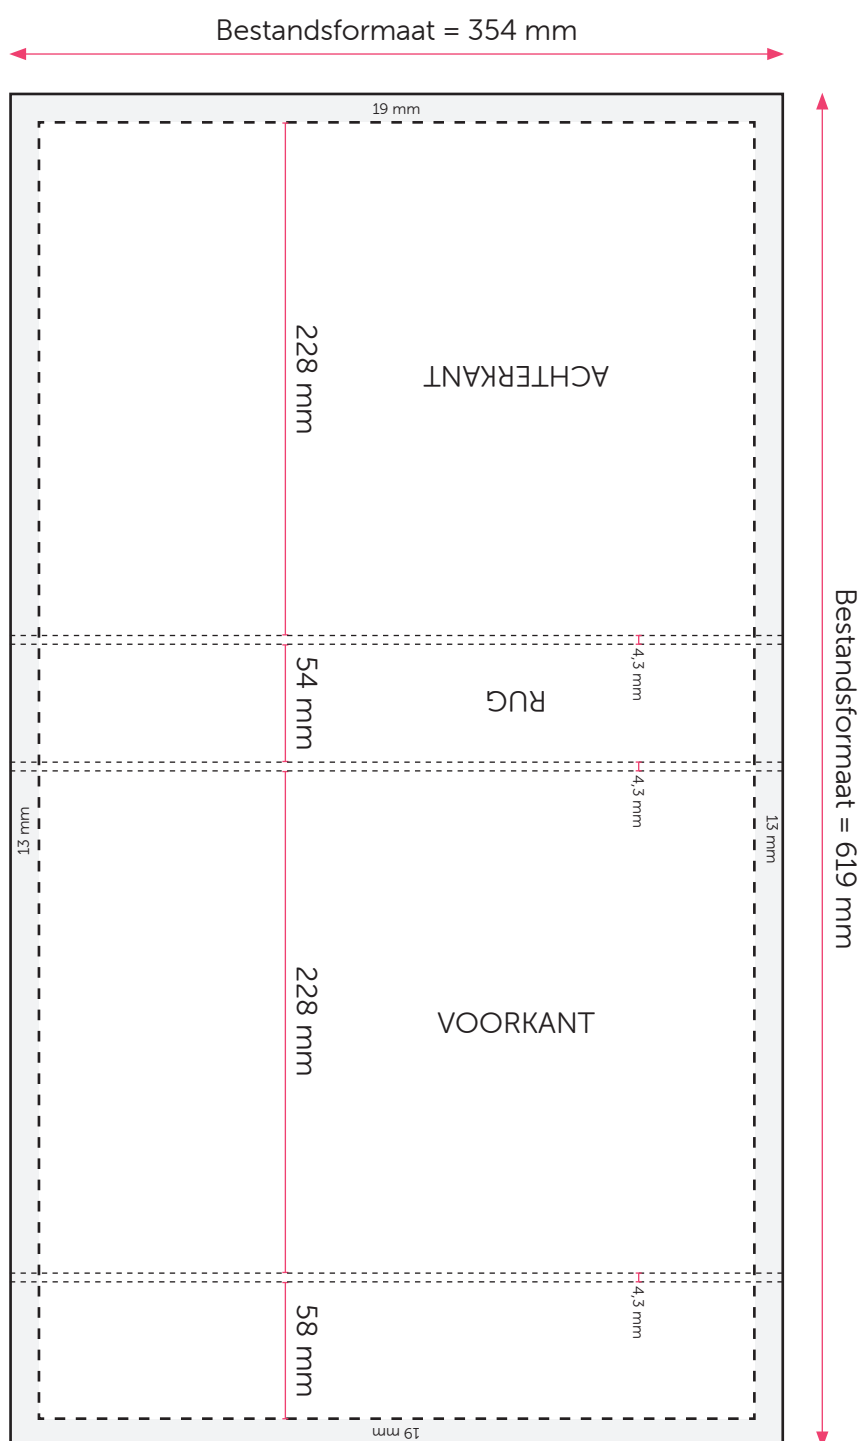 Bestandsformaat = 354 mm
19 mm
228 mm
ACHTERKANT
4,3 mm
54 mm
RUG
4,3 mm
13 mm
13 mm
Bestandsformaat = 619 mm
228 mm
VOORKANT
4,3 mm
58 mm
19 mm